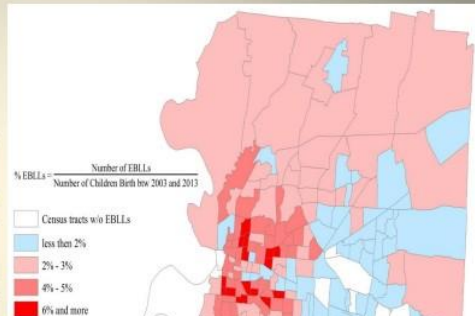 Number of EBLLs
% EBLLs =
Number of Children Birth btw 2003 and 2013
Census tracts w/o EBLLs
less then 2%
2% - 3%
4% - 5%
6% and more